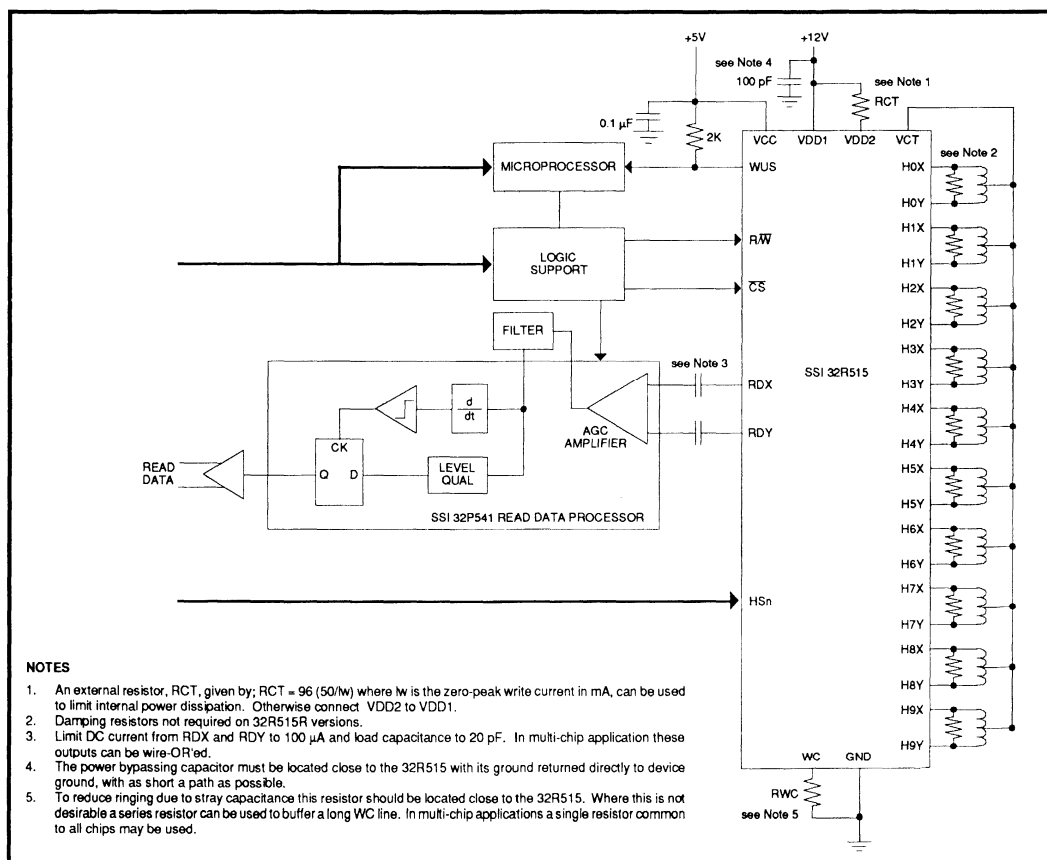 +5V
+12V
see Note 4
100 pF
see Note 1
RCT
0.1 µF
2K
VCC
VDD1
VDD2
VCT
see Note 2
MICROPROCESSOR
WUS
H0X
H0Y
H1X
H1Y
R/W
LOGIC
SUPPORT
CS
H2X
H2Y
FILTER
see Note 3
RDX
SSI 32R515
H3X
H3Y
d
dt
AGC
AMPLIFIER
RDY
H4X
H4Y
CK
Q
D
LEVEL
QUAL
READ
DATA
H5X
H5Y
SSI 32P541 READ DATA PROCESSOR
H6X
H6Y
HSn
H7X
H7Y
H8X
H8Y
H9X
H9Y
WC
GND
RWC
see Note 5
NOTES
1. An external resistor, RCT, given by; RCT = 96 (50/Iw) where Iw is the zero-peak write current in mA, can be used
to limit internal power dissipation. Otherwise connect VDD2 to VDD1.
2. Damping resistors not required on 32R515R versions.
3. Limit DC current from RDX and RDY to 100 µA and load capacitance to 20 pF. In multi-chip application these
outputs can be wire-OR'ed.
4. The power bypassing capacitor must be located close to the 32R515 with its ground returned directly to device
ground, with as short a path as possible.
5. To reduce ringing due to stray capacitance this resistor should be located close to the 32R515. Where this is not
desirable a series resistor can be used to buffer a long WC line. In multi-chip applications a single resistor common
to all chips may be used.